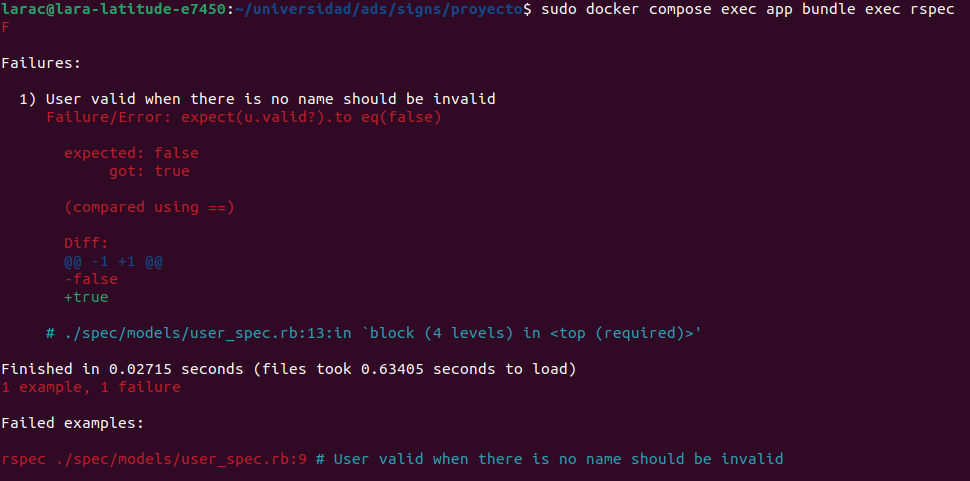 larac@lara-latitude-e7450:~/universidad/ads/signs/proyecto$ sudo docker compose exec app bundle exec rspec
F
Failures:
1) User valid when there is no name should be invalid
Failure/Error: expect(u.valid?).to eq(false)
expected: false
got: true
(compared using ==)
Diff:
@@ -1 +1 @@
-false
+true
# ./spec/models/user_spec.rb:13:in `block (4 levels) in <top (required)>'
Finished in 0.02715 seconds (files took 0.63405 seconds to load)
1 example, 1 failure
Failed examples:
rspec ./spec/models/user_spec.rb:9 # User valid when there is no name should be invalid